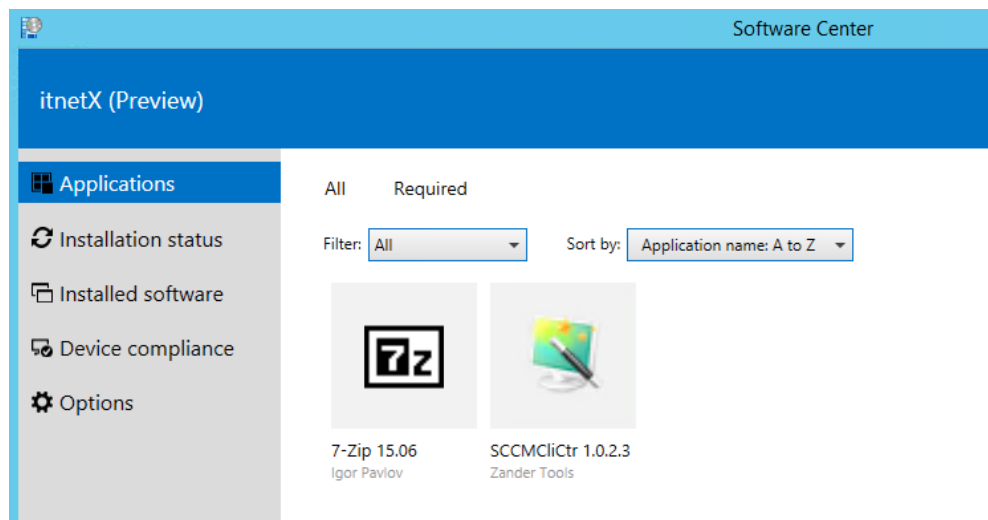 Software Center
itnetX (Preview)
Applications
Installation status
Installed software
Device compliance
Options
All Required
Filter: All Sort by: Application name: A to Z
7z
7-Zip 15.06 SCCMCliCtr 1.0.2.3
Igor Pavlov Zander Tools